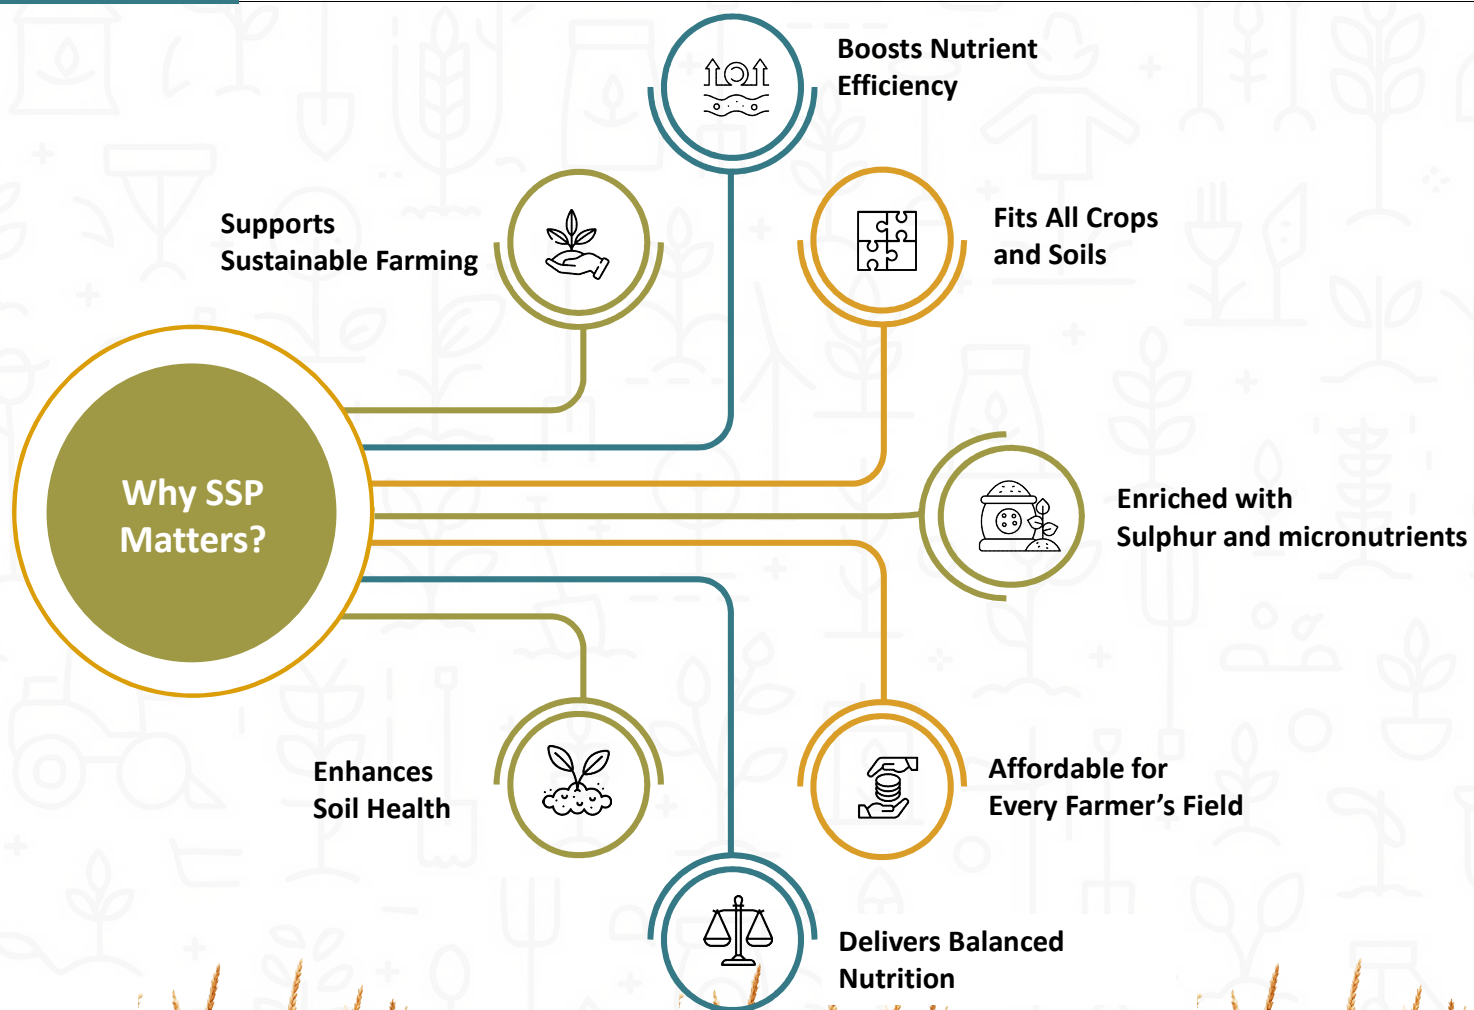 Boosts Nutrient
Efficiency
Supports
Sustainable Farming
Fits All Crops
and Soils
Why SSP
Matters?
Enriched with
Sulphur and micronutrients
Enhances
Soil Health
Affordable for
Every Farmer’s Field
Delivers Balanced
Nutrition